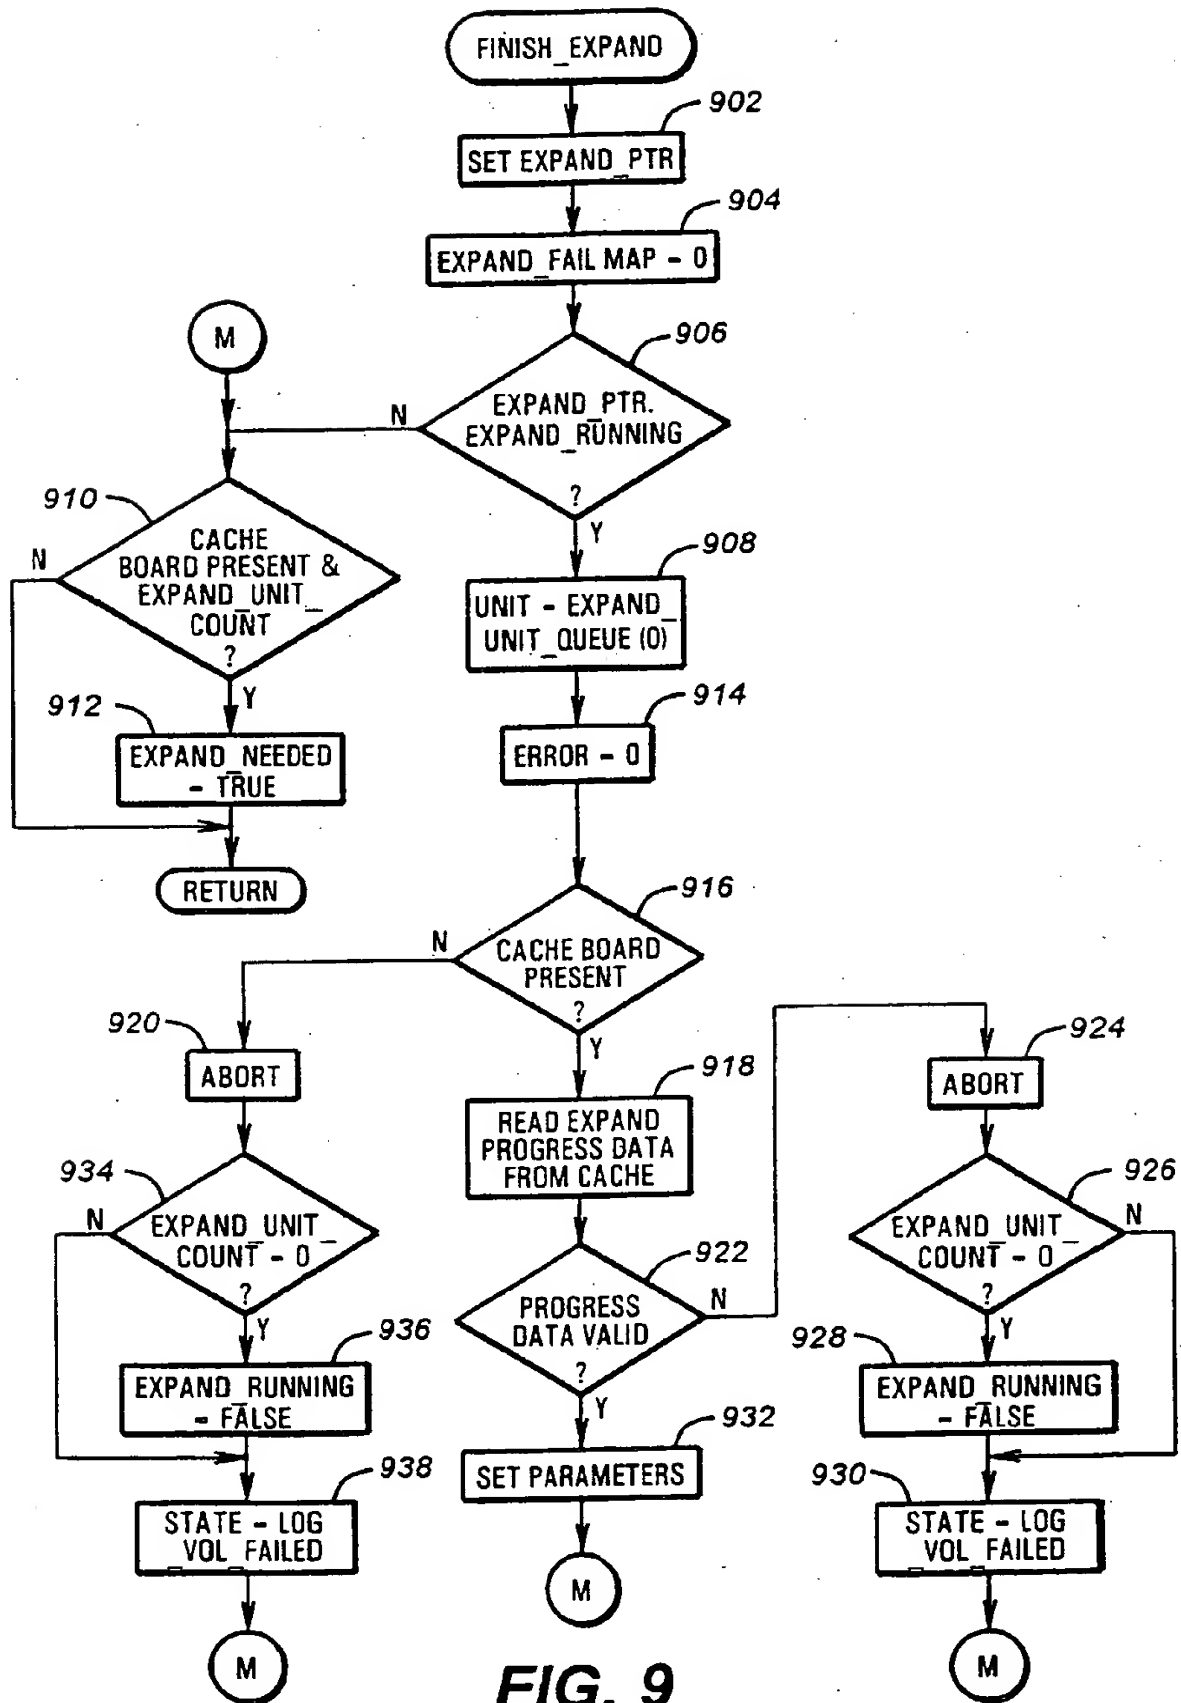 FINISH_EXPAND
902
SET EXPAND_PTR
904
EXPAND_FAIL MAP - 0
M
906
N
EXPAND_PTR.
EXPAND_RUNNING
?
Y
910
N
CACHE
BOARD PRESENT &
EXPAND_UNIT_
COUNT
?
Y
908
UNIT - EXPAND_
UNIT_QUEUE (0)
912
EXPAND_NEEDED
- TRUE
914
ERROR - 0
RETURN
916
N
CACHE BOARD
PRESENT
?
Y
920
ABORT
918
READ EXPAND
PROGRESS DATA
FROM CACHE
924
ABORT
934
N
EXPAND_UNIT_
COUNT - 0
?
Y
922
N
PROGRESS
DATA VALID
?
Y
926
N
EXPAND_UNIT_
COUNT - 0
?
Y
936
EXPAND_RUNNING
- FALSE
928
EXPAND_RUNNING
- FALSE
932
SET PARAMETERS
938
STATE - LOG
_VOL_FAILED
930
STATE - LOG
_VOL_FAILED
M
M
M
FIG. 9